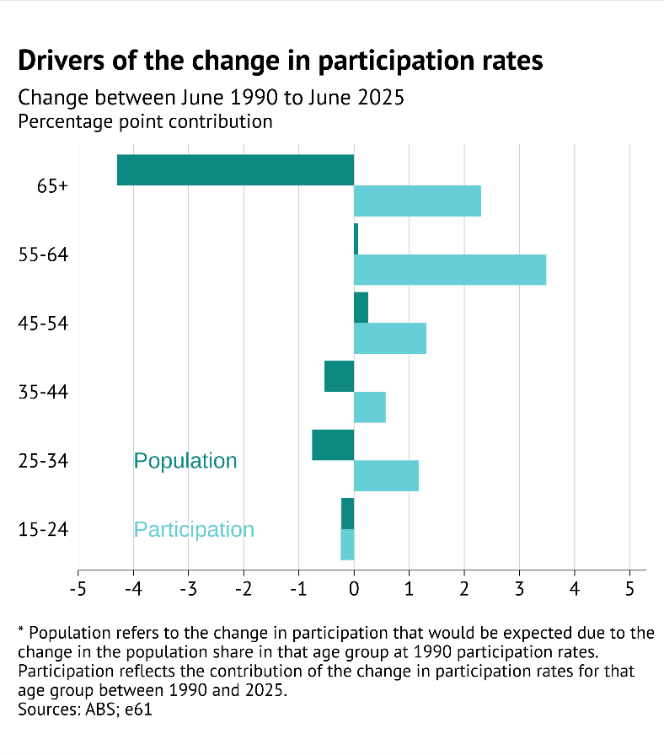 Drivers of the change in participation rates
Change between June 1990 to June 2025
Percentage point contribution
65+
55-64
45-54
35-44
25-34
15-24
Population
Participation
-5 -4 -3 -2 -1 0 1 2 3 4 5
* Population refers to the change in participation that would be expected due to the
change in the population share in that age group at 1990 participation rates.
Participation reflects the contribution of the change in participation rates for that
age group between 1990 and 2025.
Sources: ABS; e61